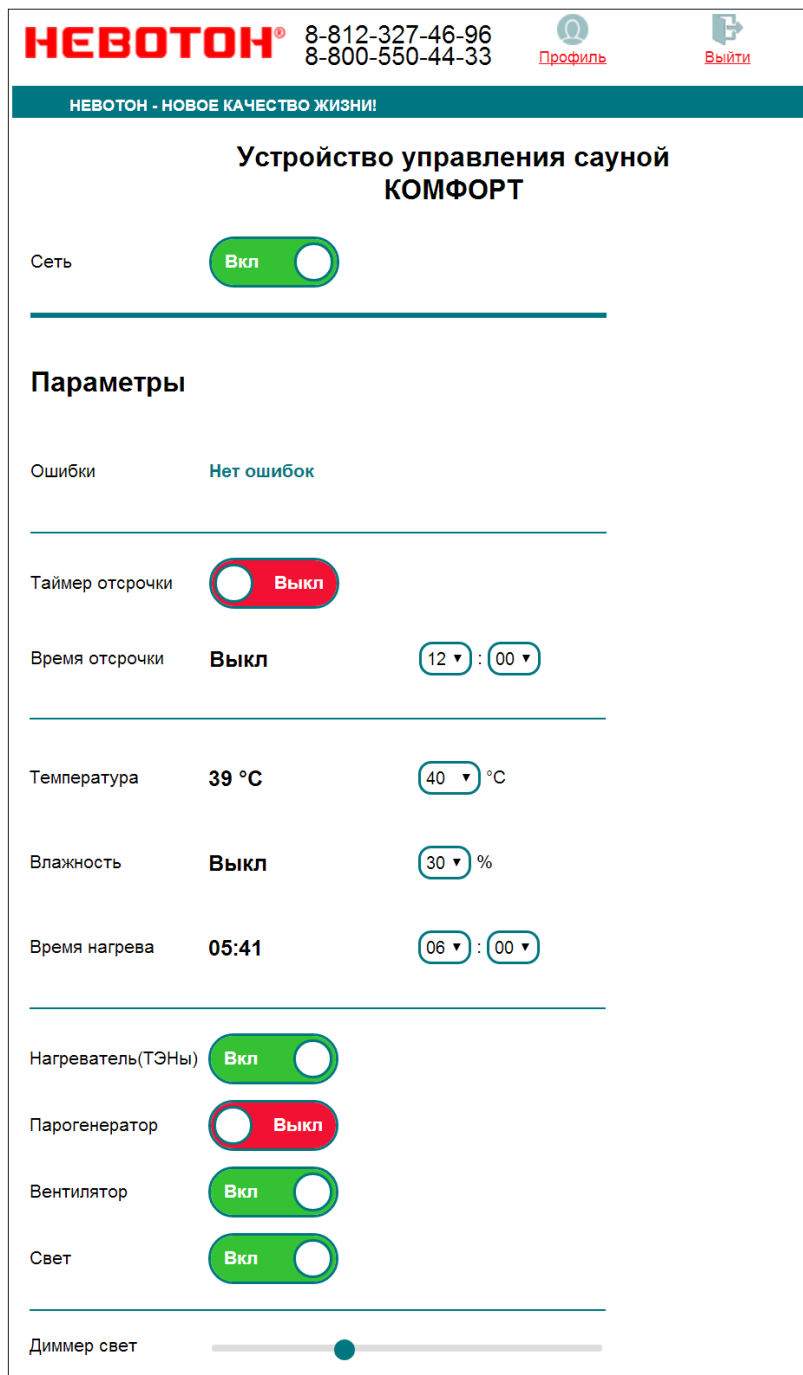 НЕВОТОН®
8-812-327-46-96
8-800-550-44-33
Профиль
Выйти
НЕВОТОН - НОВОЕ КАЧЕСТВО ЖИЗНИ!
Устройство управления сауной
КОМФОРТ
Сеть Вкл
Параметры
Ошибки Нет ошибок
Таймер отсрочки Выкл
Время отсрочки Выкл 12 : 00
Температура 39 °C 40 °C
Влажность Выкл 30 %
Время нагрева 05:41 06 : 00
Нагреватель(ТЭНы) Вкл
Парогенератор Выкл
Вентилятор Вкл
Свет Вкл
Диммер свет